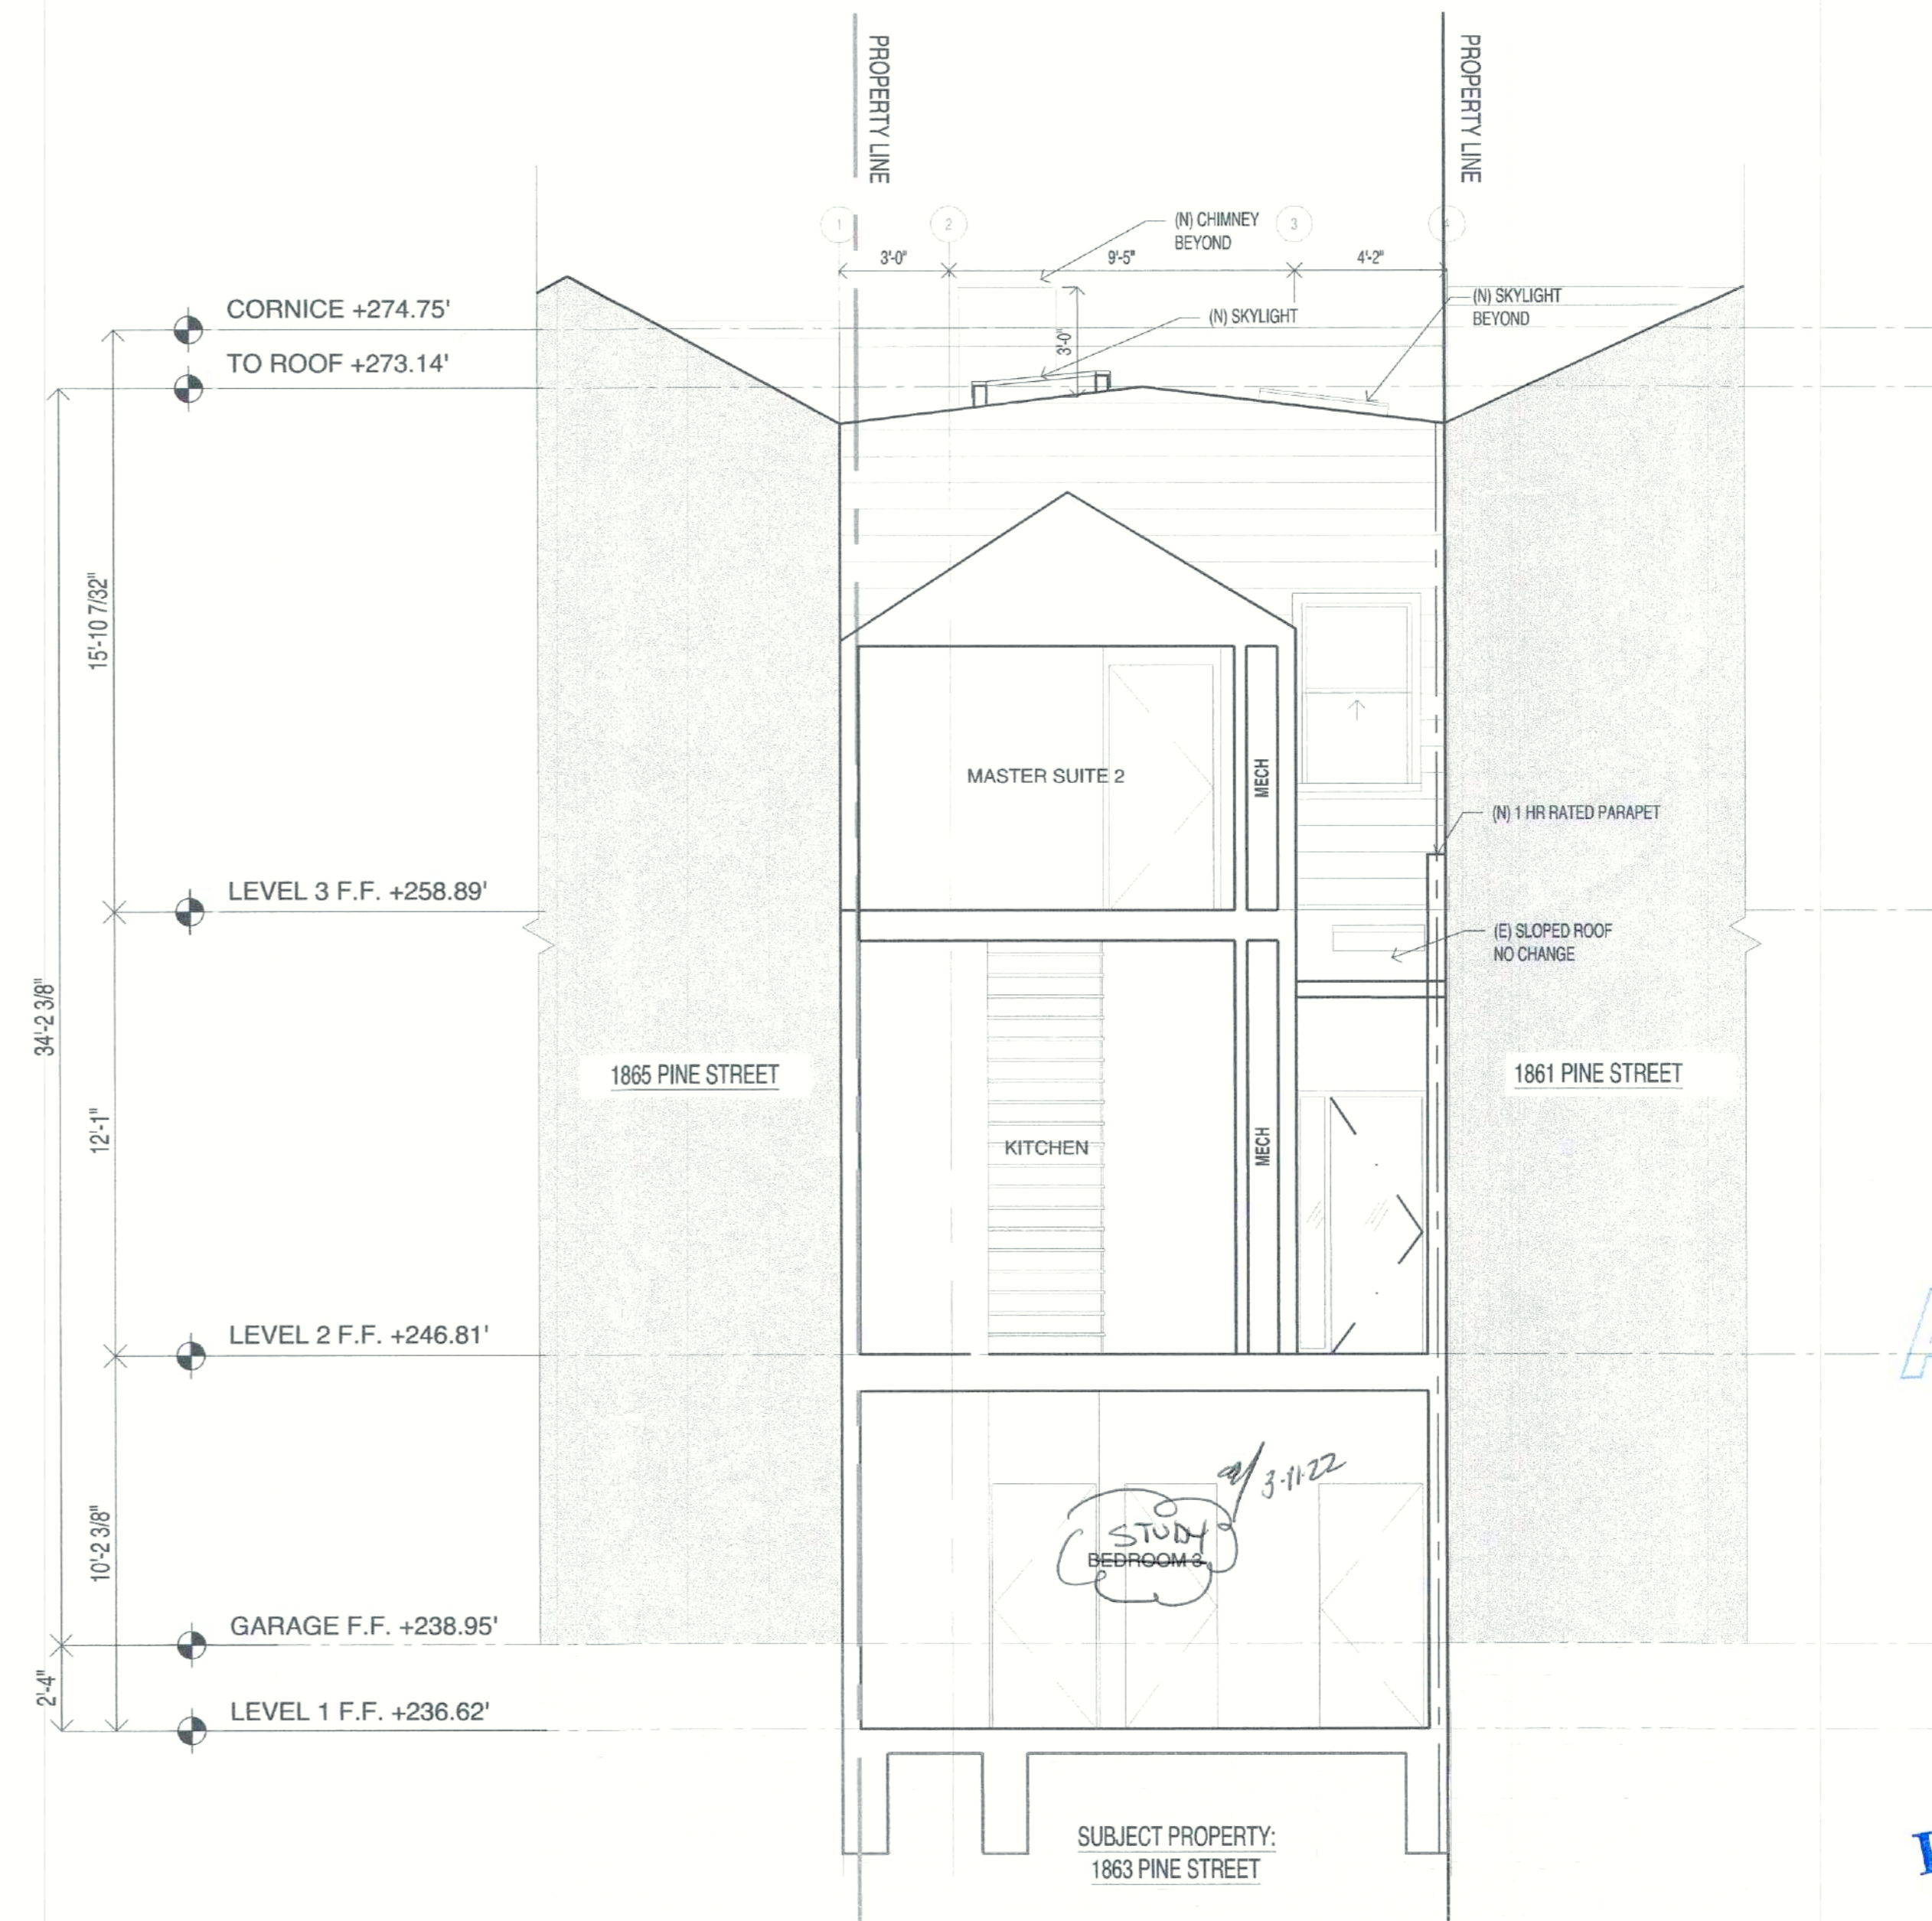 PROPERTY LINE
PROPERTY LINE
1
2
3
4
(N) CHIMNEY
BEYOND
3'-0"
9'-5"
4'-2"
CORNICE +274.75'
(N) SKYLIGHT
(N) SKYLIGHT
BEYOND
3'-0"
TO ROOF +273.14'
15'-10 7/32"
MASTER SUITE 2
MECH
(N) 1 HR RATED PARAPET
LEVEL 3 F.F. +258.89'
(E) SLOPED ROOF
NO CHANGE
34'-2 3/8"
1865 PINE STREET
1861 PINE STREET
12'-1"
KITCHEN
MECH
LEVEL 2 F.F. +246.81'
3-11-22
STUDY
BEDROOM 3
10'-2 3/8"
GARAGE F.F. +238.95'
2'-4"
LEVEL 1 F.F. +236.62'
SUBJECT PROPERTY:
1863 PINE STREET